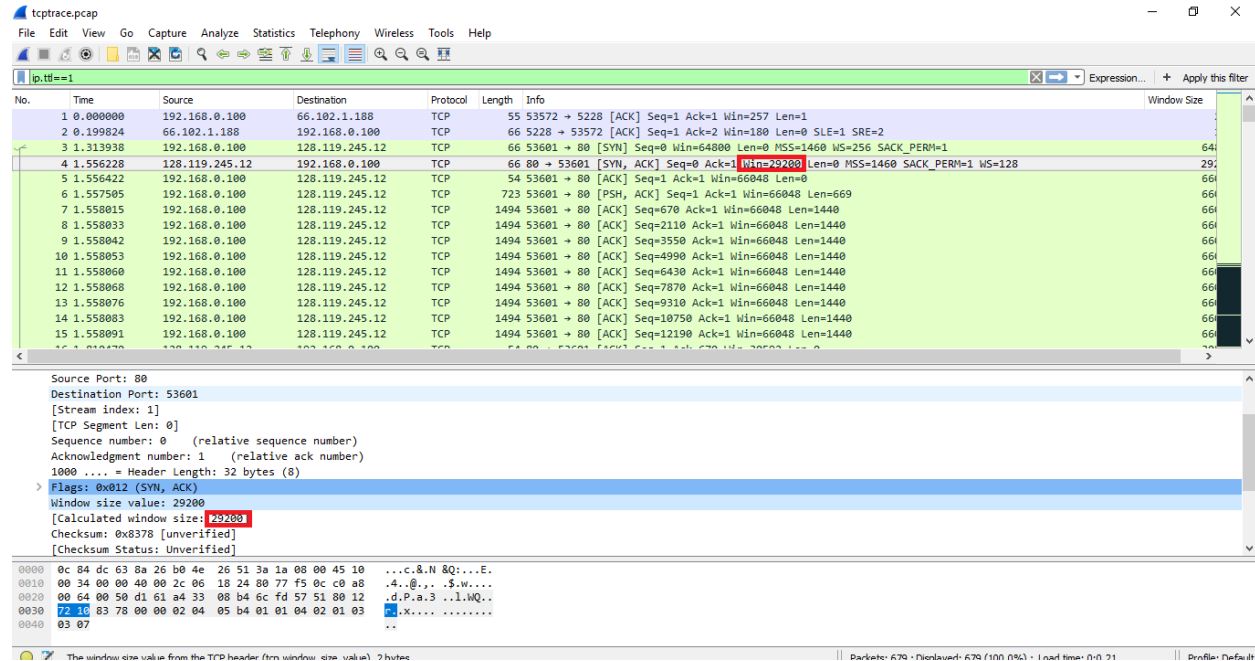 tcptrace.pcap
File Edit View Go Capture Analyze Statistics Telephony Wireless Tools Help
ip.ttl==1 Expression... + Apply this filter
No. Time Source Destination Protocol Length Info Window Size
1 0.000000 192.168.0.100 66.102.1.188 TCP 55 53572 → 5228 [ACK] Seq=1 Ack=1 Win=257 Len=1
2 0.199824 66.102.1.188 192.168.0.100 TCP 66 5228 → 53572 [ACK] Seq=1 Ack=2 Win=180 Len=0 SLE=1 SRE=2
3 1.313938 192.168.0.100 128.119.245.12 TCP 66 53601 → 80 [SYN] Seq=0 Win=64800 Len=0 MSS=1460 WS=256 SACK_PERM=1 648
4 1.556228 128.119.245.12 192.168.0.100 TCP 66 80 → 53601 [SYN, ACK] Seq=0 Ack=1 Win=29200 Len=0 MSS=1460 SACK_PERM=1 WS=128 292
5 1.556422 192.168.0.100 128.119.245.12 TCP 54 53601 → 80 [ACK] Seq=1 Ack=1 Win=66048 Len=0 660
6 1.557505 192.168.0.100 128.119.245.12 TCP 723 53601 → 80 [PSH, ACK] Seq=1 Ack=1 Win=66048 Len=669 660
7 1.558015 192.168.0.100 128.119.245.12 TCP 1494 53601 → 80 [ACK] Seq=670 Ack=1 Win=66048 Len=1440 660
8 1.558033 192.168.0.100 128.119.245.12 TCP 1494 53601 → 80 [ACK] Seq=2110 Ack=1 Win=66048 Len=1440 660
9 1.558042 192.168.0.100 128.119.245.12 TCP 1494 53601 → 80 [ACK] Seq=3550 Ack=1 Win=66048 Len=1440 660
10 1.558053 192.168.0.100 128.119.245.12 TCP 1494 53601 → 80 [ACK] Seq=4990 Ack=1 Win=66048 Len=1440 660
11 1.558060 192.168.0.100 128.119.245.12 TCP 1494 53601 → 80 [ACK] Seq=6430 Ack=1 Win=66048 Len=1440 660
12 1.558068 192.168.0.100 128.119.245.12 TCP 1494 53601 → 80 [ACK] Seq=7870 Ack=1 Win=66048 Len=1440 660
13 1.558076 192.168.0.100 128.119.245.12 TCP 1494 53601 → 80 [ACK] Seq=9310 Ack=1 Win=66048 Len=1440 660
14 1.558083 192.168.0.100 128.119.245.12 TCP 1494 53601 → 80 [ACK] Seq=10750 Ack=1 Win=66048 Len=1440 660
15 1.558091 192.168.0.100 128.119.245.12 TCP 1494 53601 → 80 [ACK] Seq=12190 Ack=1 Win=66048 Len=1440 660
Source Port: 80
Destination Port: 53601
[Stream index: 1]
[TCP Segment Len: 0]
Sequence number: 0 (relative sequence number)
Acknowledgment number: 1 (relative ack number)
1000 .... = Header Length: 32 bytes (8)
Flags: 0x012 (SYN, ACK)
Window size value: 29200
[Calculated window size: 29200]
Checksum: 0x8378 [unverified]
[Checksum Status: Unverified]
0000 0c 84 dc 63 8a 26 b0 4e 26 51 3a 1a 08 00 45 10 ...c.&.N &Q:...E.
0010 00 34 00 00 40 00 2c 06 18 24 80 77 f5 0c c0 a8 .4..@.,. .$.w....
0020 00 64 00 50 d1 61 a4 33 08 b4 6c fd 57 51 80 12 .d.P.a.3 ..l.WQ..
0030 72 10 83 78 00 00 02 04 05 b4 01 01 04 02 01 03 r..x.... ........
0040 03 07 ..
The window size value from the TCP header (tcp.window_size_value), 2 bytes Packets: 679 · Displayed: 679 (100.0%) · Load time: 0:0.21 Profile: Default